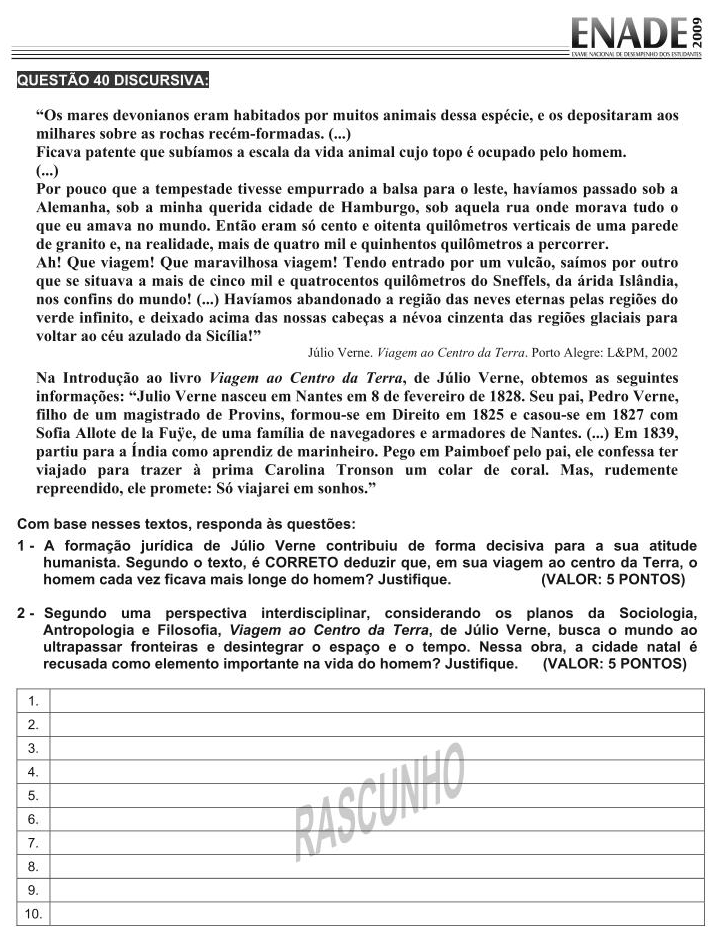 ENADE 2009
EXAME NACIONAL DE DESEMPENHO DOS ESTUDANTES
QUESTÃO 40 DISCURSIVA:
“Os mares devonianos eram habitados por muitos animais dessa espécie, e os depositaram aos
milhares sobre as rochas recém-formadas. (...)
Ficava patente que subíamos a escala da vida animal cujo topo é ocupado pelo homem.
(...)
Por pouco que a tempestade tivesse empurrado a balsa para o leste, havíamos passado sob a
Alemanha, sob a minha querida cidade de Hamburgo, sob aquela rua onde morava tudo o
que eu amava no mundo. Então eram só cento e oitenta quilômetros verticais de uma parede
de granito e, na realidade, mais de quatro mil e quinhentos quilômetros a percorrer.
Ah! Que viagem! Que maravilhosa viagem! Tendo entrado por um vulcão, saímos por outro
que se situava a mais de cinco mil e quatrocentos quilômetros do Sneffels, da árida Islândia,
nos confins do mundo! (...) Havíamos abandonado a região das neves eternas pelas regiões do
verde infinito, e deixado acima das nossas cabeças a névoa cinzenta das regiões glaciais para
voltar ao céu azulado da Sicília!”
Júlio Verne. Viagem ao Centro da Terra. Porto Alegre: L&PM, 2002
Na Introdução ao livro Viagem ao Centro da Terra, de Júlio Verne, obtemos as seguintes
informações: “Julio Verne nasceu em Nantes em 8 de fevereiro de 1828. Seu pai, Pedro Verne,
filho de um magistrado de Provins, formou-se em Direito em 1825 e casou-se em 1827 com
Sofia Allote de la Fuÿe, de uma família de navegadores e armadores de Nantes. (...) Em 1839,
partiu para a Índia como aprendiz de marinheiro. Pego em Paimboef pelo pai, ele confessa ter
viajado para trazer à prima Carolina Tronson um colar de coral. Mas, rudemente
repreendido, ele promete: Só viajarei em sonhos.”
Com base nesses textos, responda às questões:
1 - A formação jurídica de Júlio Verne contribuiu de forma decisiva para a sua atitude
humanista. Segundo o texto, é CORRETO deduzir que, em sua viagem ao centro da Terra, o
homem cada vez ficava mais longe do homem? Justifique. (VALOR: 5 PONTOS)
2 - Segundo uma perspectiva interdisciplinar, considerando os planos da Sociologia,
Antropologia e Filosofia, Viagem ao Centro da Terra, de Júlio Verne, busca o mundo ao
ultrapassar fronteiras e desintegrar o espaço e o tempo. Nessa obra, a cidade natal é
recusada como elemento importante na vida do homem? Justifique. (VALOR: 5 PONTOS)
1.
2.
3.
4.
5.
6.
7.
8.
9.
10.
RASCUNHO